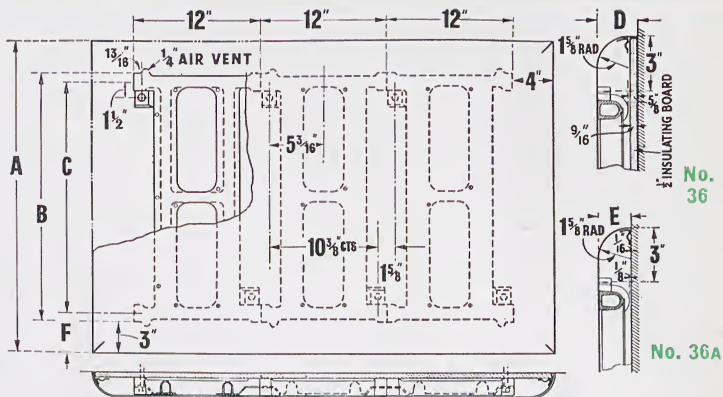 12" 12" 12"
13/16" 1/4" AIR VENT
4"
1 1/2"
A
B
C
F
5 3/16"
10 3/8" CTS
1 5/8"
3"
D
1 5/8" RAD
3"
5/8"
9/16"
1/2" INSULATING BOARD
No.
36
E
1 5/8" RAD
1/16"
1/8"
3"
No. 36A